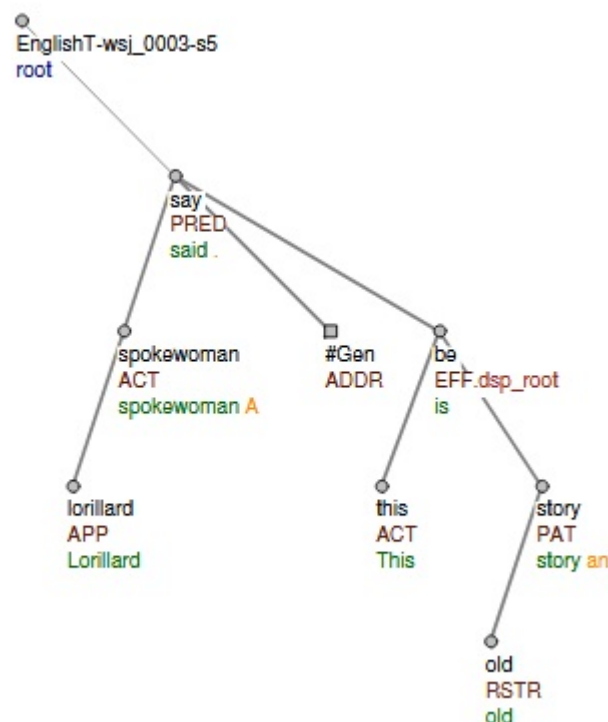 EnglishT-wsj_0003-s5
root
say
PRED
said .
spokewoman
ACT
spokewoman A
#Gen
ADDR
be
EFF.dsp_root
is
lorillard
APP
Lorillard
this
ACT
This
story
PAT
story an
old
RSTR
old